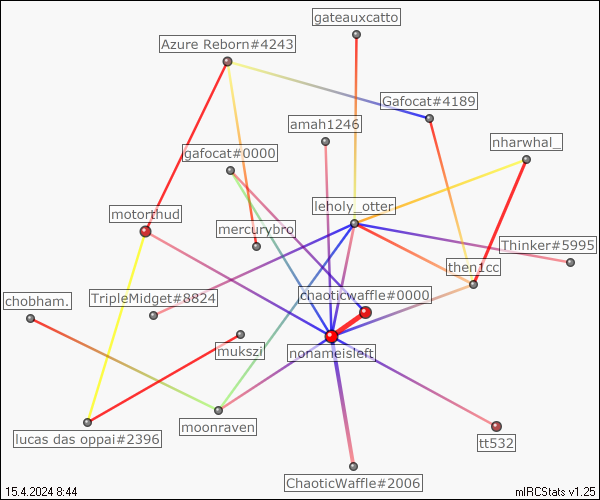 gateauxcatto
Azure Reborn#4243
Gafocat#4189
amah1246
nharwhal_
gafocat#0000
leholy_otter
motorthud
mercurybro
Thinker#5995
then1cc
chaoticwaffle#0000
TripleMidget#8824
chobham.
mukszi
nonameisleft
moonraven
lucas das oppai#2396
tt532
ChaoticWaffle#2006
15.4.2024 8:44
mIRCStats v1.25